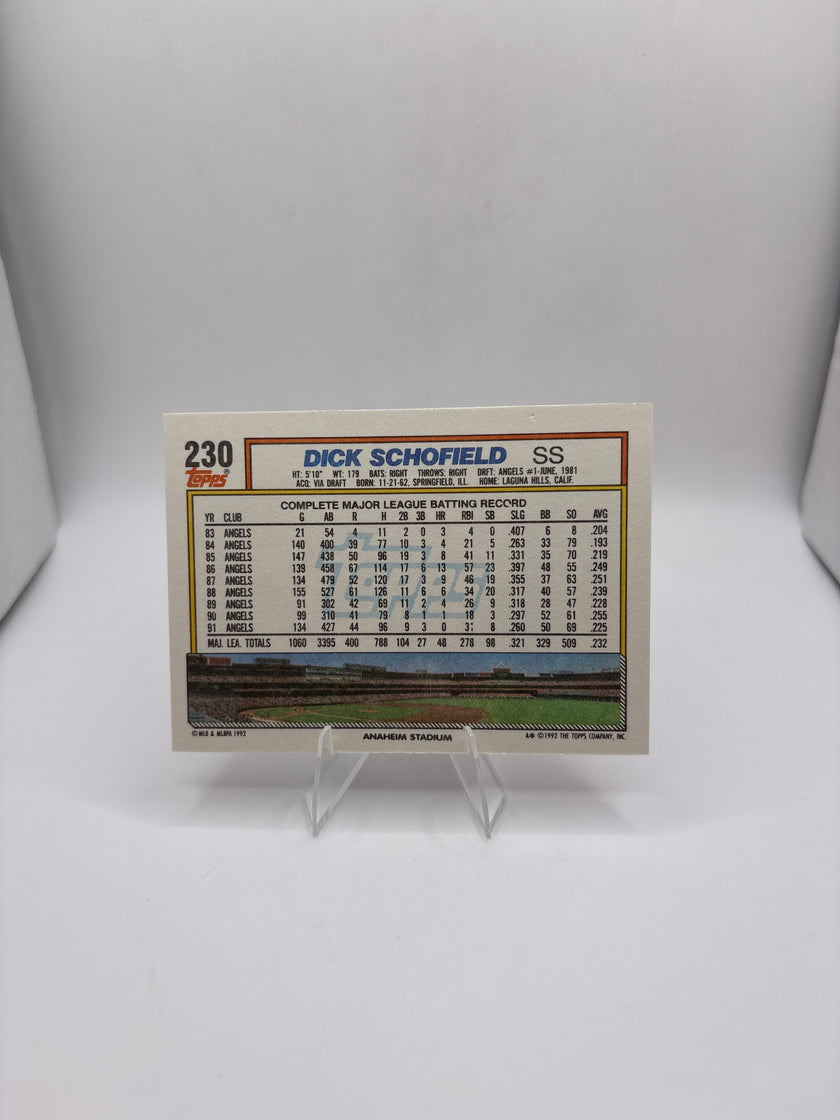 230 DICK SCHOFIELD SS
Topps HT: 5'10" WT: 179 BATS: RIGHT THROWS: RIGHT DRFT: ANGELS #1-JUNE, 1981
ACQ: VIA DRAFT BORN: 11-21-62, SPRINGFIELD, ILL. HOME: LAGUNA HILLS, CALIF.
COMPLETE MAJOR LEAGUE BATTING RECORD
YR CLUB G AB R H 2B 3B HR RBI SB SLG BB SO AVG
83 ANGELS 21 54 4 11 2 0 3 4 0 .407 6 8 .204
84 ANGELS 140 400 39 77 10 3 4 21 5 .263 33 79 .193
85 ANGELS 147 438 50 96 19 3 8 41 11 .331 35 70 .219
86 ANGELS 139 458 67 114 17 6 13 57 23 .397 48 55 .249
87 ANGELS 134 479 52 120 17 3 9 46 19 .355 37 63 .251
88 ANGELS 155 527 61 126 11 6 6 34 20 .317 40 57 .239
89 ANGELS 91 302 42 69 11 2 4 26 9 .318 28 47 .228
90 ANGELS 99 310 41 79 8 1 1 18 3 .297 52 61 .255
91 ANGELS 134 427 44 96 9 3 0 31 8 .260 50 69 .225
MAJ. LEA. TOTALS 1060 3395 400 788 104 27 48 278 98 .321 329 509 .232
Topps
© MLB & MLBPA 1992 ANAHEIM STADIUM A* © 1992 THE TOPPS COMPANY, INC.